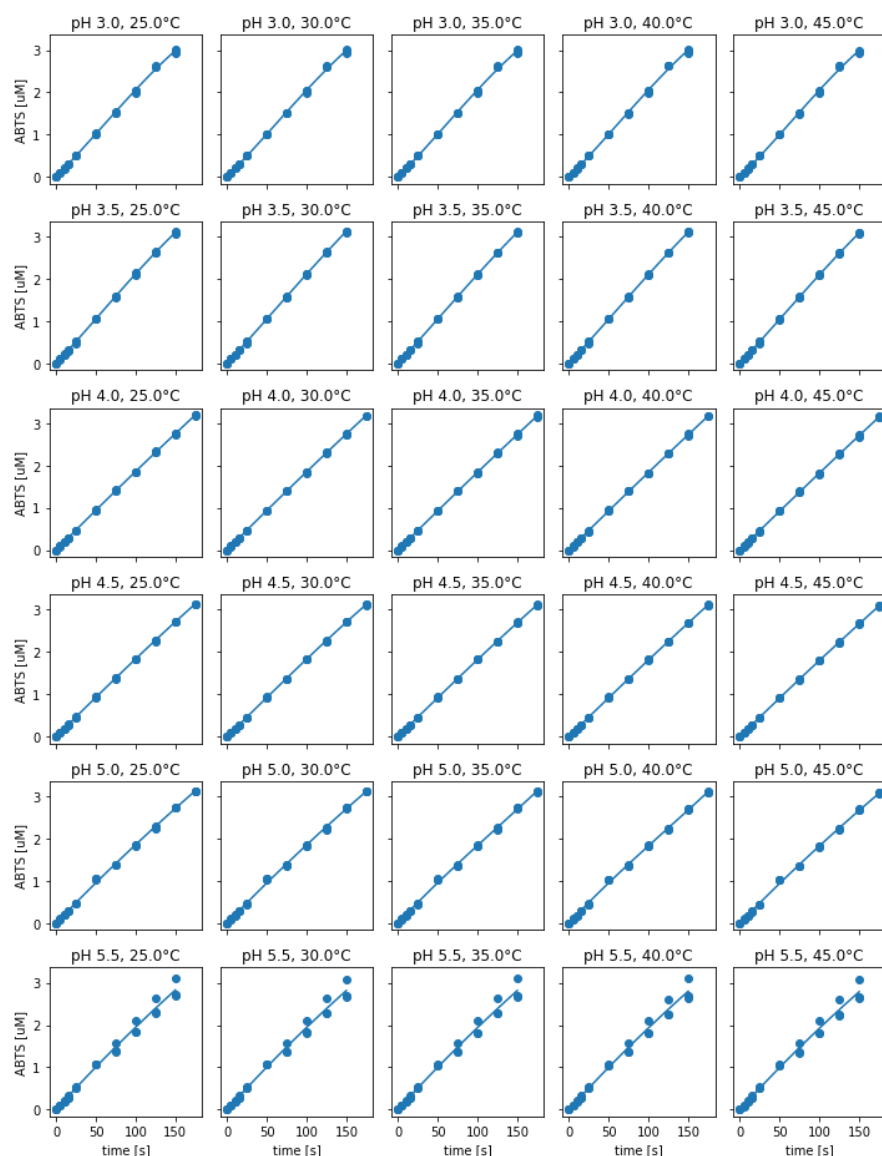 pH 3.0, 25.0°C pH 3.0, 30.0°C pH 3.0, 35.0°C pH 3.0, 40.0°C pH 3.0, 45.0°C
ABTS [uM]
3
2
1
0
pH 3.5, 25.0°C pH 3.5, 30.0°C pH 3.5, 35.0°C pH 3.5, 40.0°C pH 3.5, 45.0°C
ABTS [uM]
3
2
1
0
pH 4.0, 25.0°C pH 4.0, 30.0°C pH 4.0, 35.0°C pH 4.0, 40.0°C pH 4.0, 45.0°C
ABTS [uM]
3
2
1
0
pH 4.5, 25.0°C pH 4.5, 30.0°C pH 4.5, 35.0°C pH 4.5, 40.0°C pH 4.5, 45.0°C
ABTS [uM]
3
2
1
0
pH 5.0, 25.0°C pH 5.0, 30.0°C pH 5.0, 35.0°C pH 5.0, 40.0°C pH 5.0, 45.0°C
ABTS [uM]
3
2
1
0
pH 5.5, 25.0°C pH 5.5, 30.0°C pH 5.5, 35.0°C pH 5.5, 40.0°C pH 5.5, 45.0°C
ABTS [uM]
3
2
1
0
0 50 100 150 0 50 100 150 0 50 100 150 0 50 100 150 0 50 100 150
time [s] time [s] time [s] time [s] time [s]